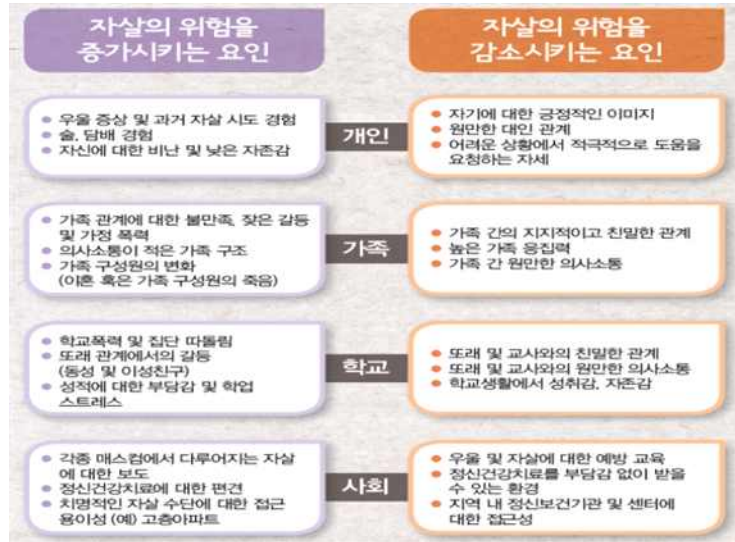 자살의 위험을
증가시키는 요인
자살의 위험을
감소시키는 요인
• 우울 증상 및 과거 자살 시도 경험
• 술, 담배 경험
• 자신에 대한 비난 및 낮은 자존감
개인
• 자기에 대한 긍정적인 이미지
• 원만한 대인 관계
• 어려운 상황에서 적극적으로 도움을
요청하는 자세
• 가족 관계에 대한 불만족, 잦은 갈등
및 가정 폭력
• 의사소통이 적은 가족 구조
• 가족 구성원의 변화
(이혼 혹은 가족 구성원의 죽음)
가족
• 가족 간의 지지적이고 친밀한 관계
• 높은 가족 응집력
• 가족 간 원만한 의사소통
• 학교폭력 및 집단 따돌림
• 또래 관계에서의 갈등
(동성 및 이성친구)
• 성적에 대한 부담감 및 학업
스트레스
학교
• 또래 및 교사와의 친밀한 관계
• 또래 및 교사와의 원만한 의사소통
• 학교생활에서 성취감, 자존감
• 각종 매스컴에서 다루어지는 자살
에 대한 보도
• 정신건강치료에 대한 편견
• 치명적인 자살 수단에 대한 접근
용이성 (예) 고층아파트
사회
• 우울 및 자살에 대한 예방 교육
• 정신건강치료를 부담감 없이 받을
수 있는 환경
• 지역 내 정신보건기관 및 센터에
대한 접근성